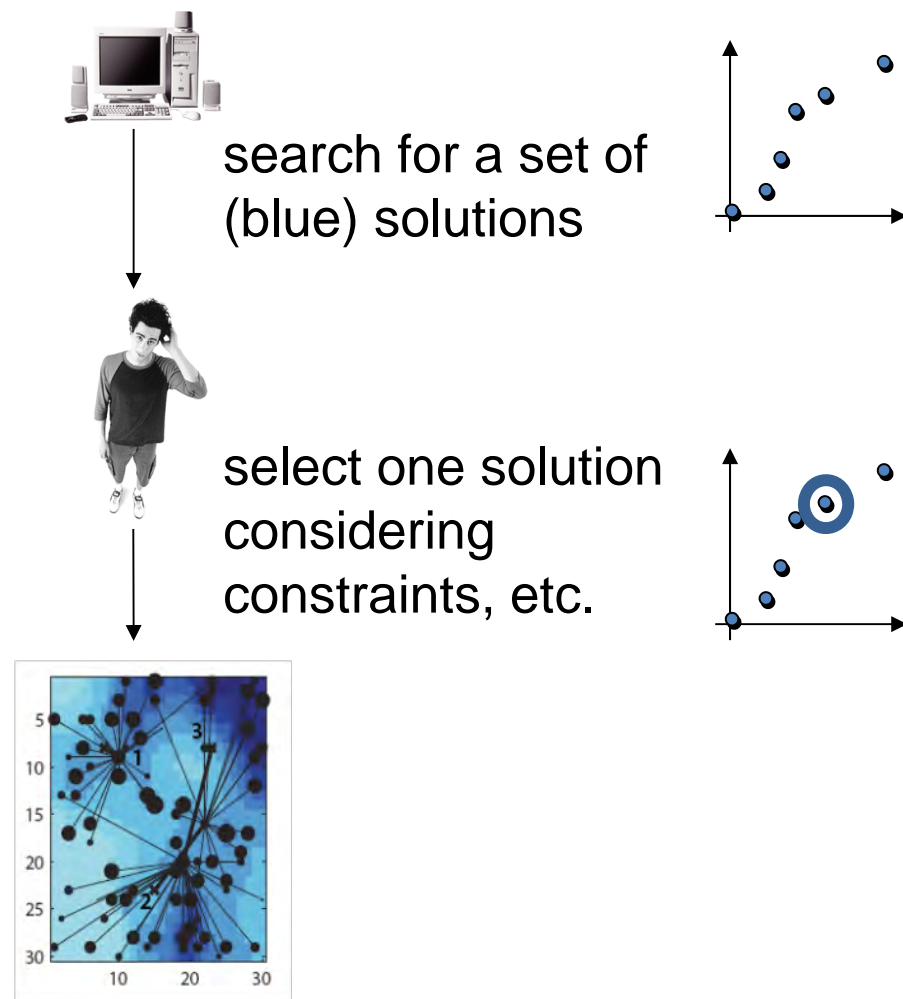 search for a set of
(blue) solutions
select one solution
considering
constraints, etc.
5
3
1
10
15
20
2
25
30
10 20 30